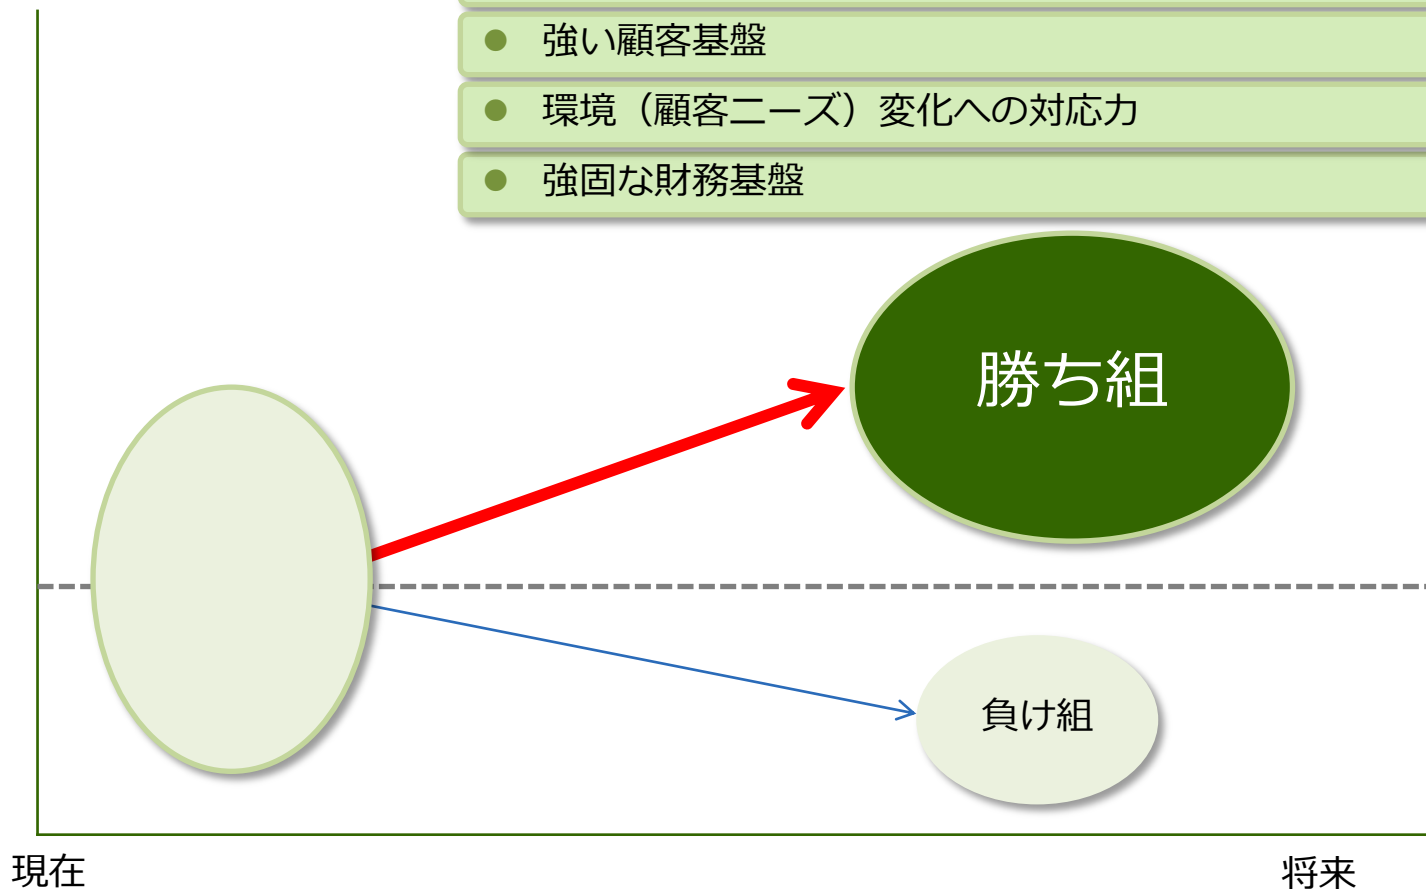 ● 強い顧客基盤
● 環境（顧客ニーズ）変化への対応力
● 強固な財務基盤
勝ち組
負け組
現在
将来